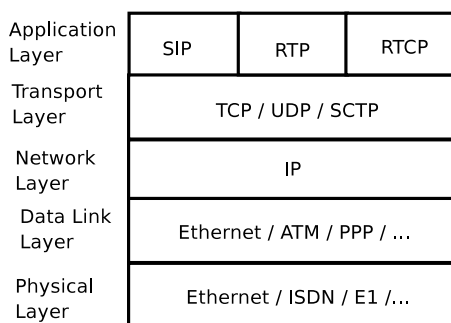 Application
Layer
SIP
RTP
RTCP
Transport
Layer
TCP / UDP / SCTP
Network
Layer
IP
Data Link
Layer
Ethernet / ATM / PPP / ...
Physical
Layer
Ethernet / ISDN / E1 /...